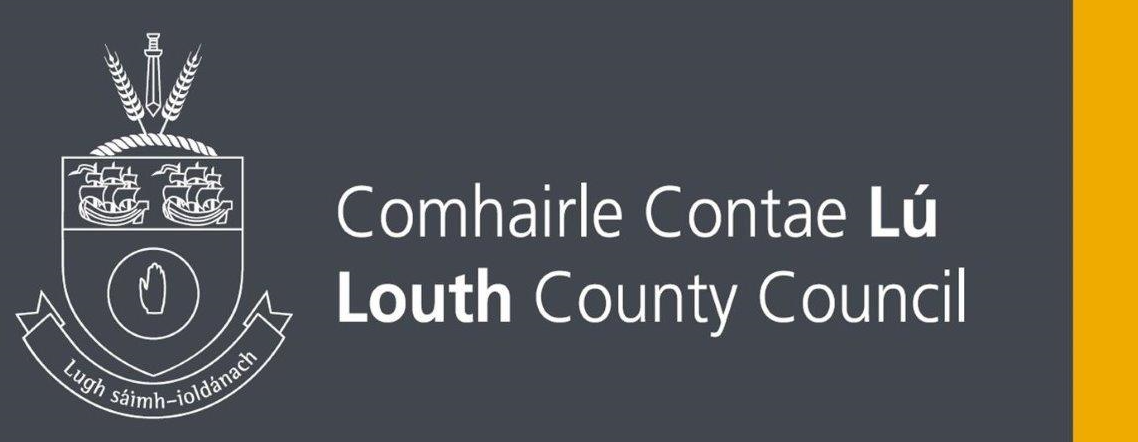 Comhairle Contae Lú
Louth County Council
Lugh sáimh-ioldánach